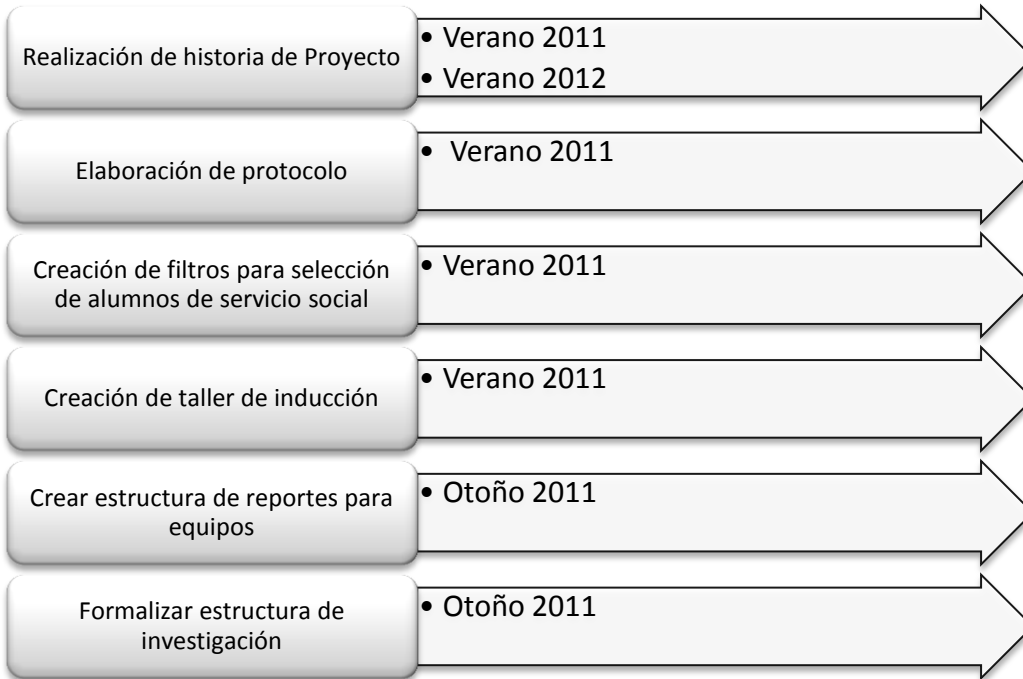 Realización de historia de Proyecto
• Verano 2011
• Verano 2012
Elaboración de protocolo
• Verano 2011
Creación de filtros para selección
de alumnos de servicio social
• Verano 2011
Creación de taller de inducción
• Verano 2011
Crear estructura de reportes para
equipos
• Otoño 2011
Formalizar estructura de
investigación
• Otoño 2011